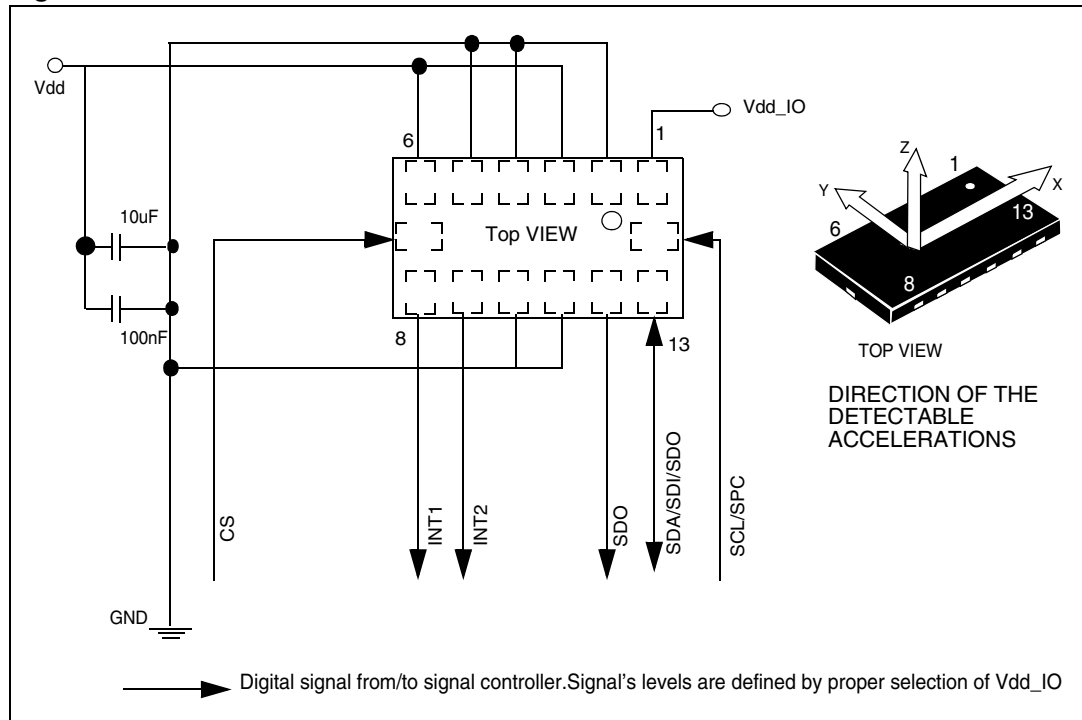 Vdd
Vdd_IO
6
1
10uF
100nF
Top VIEW
8
13
CS
INT1
INT2
SDO
SDA/SDI/SDO
SCL/SPC
GND
Z
Y
X
1
6
13
8
TOP VIEW
DIRECTION OF THE
DETECTABLE
ACCELERATIONS
Digital signal from/to signal controller.Signal's levels are defined by proper selection of Vdd_IO